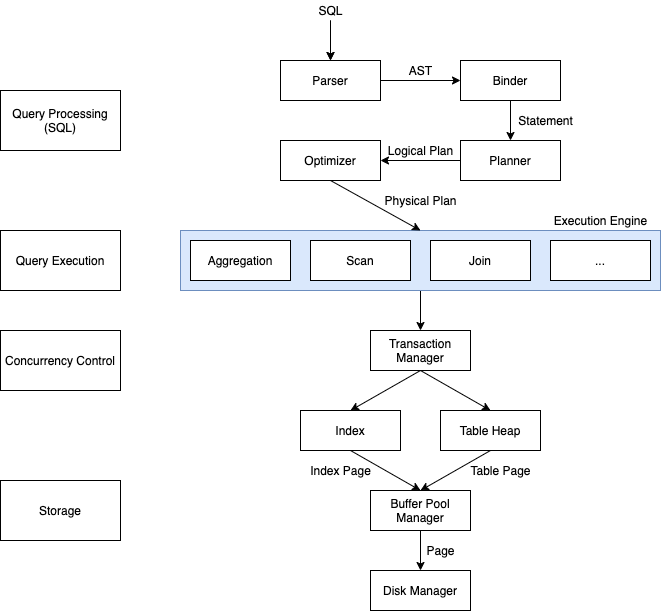 SQL
Parser
AST
Binder
Query Processing
(SQL)
Statement
Optimizer
Logical Plan
Planner
Physical Plan
Execution Engine
Query Execution
Aggregation
Scan
Join
...
Concurrency Control
Transaction
Manager
Index
Table Heap
Index Page
Table Page
Storage
Buffer Pool
Manager
Page
Disk Manager